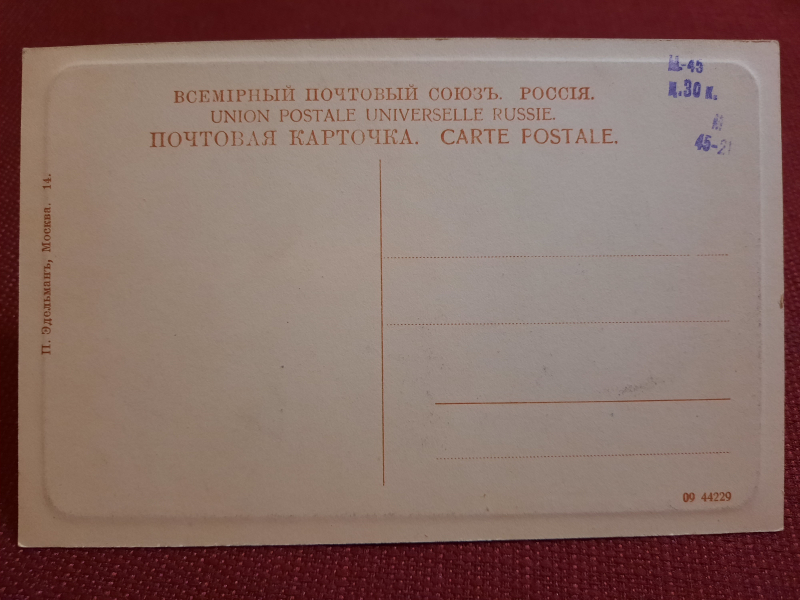 ВСЕМІРНЫЙ ПОЧТОВЫЙ СОЮЗЪ. РОССІЯ.
UNION POSTALE UNIVERSELLE RUSSIE.
ПОЧТОВАЯ КАРТОЧКА. CARTE POSTALE.
М.-43
ц.30 к.
45-21
П. Эдельманъ, Москва. 14.
09 44229